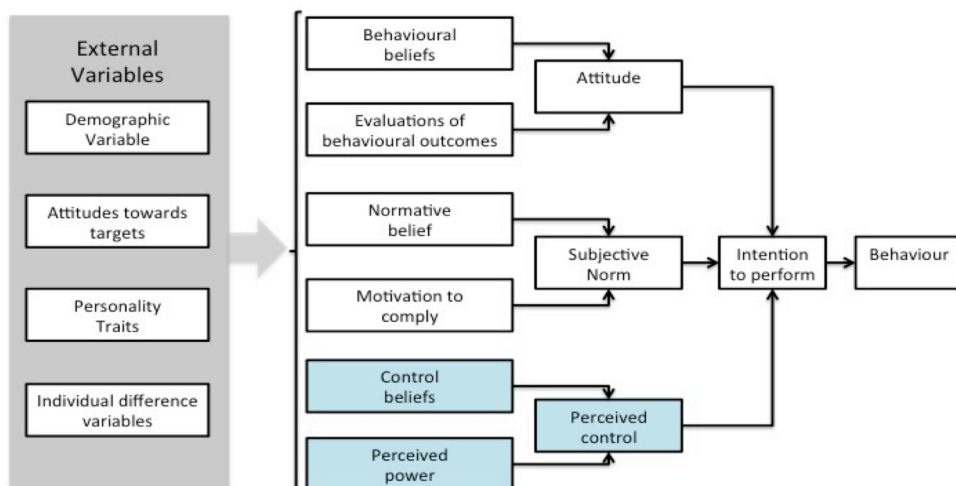 External
Variables
Demographic
Variable
Attitudes towards
targets
Personality
Traits
Individual difference
variables
Behavioural
beliefs
Evaluations of
behavioural outcomes
Normative
belief
Motivation to
comply
Control
beliefs
Perceived
power
Attitude
Subjective
Norm
Perceived
control
Intention
to perform
Behaviour